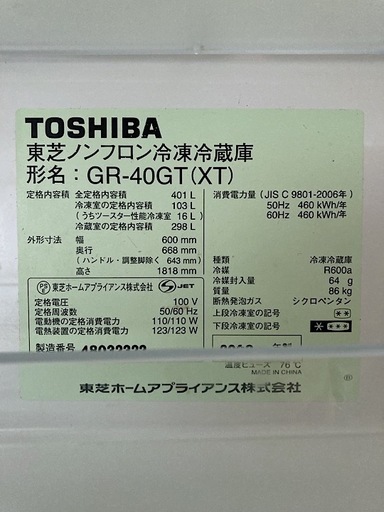 TOSHIBA
東芝ノンフロン冷凍冷蔵庫
形名：GR-40GT(XT)
定格内容積 全定格内容積 401 L
冷凍室の定格内容積 103 L
(うちツースター性能冷凍室 16 L)
冷蔵室の定格内容積 298 L
外形寸法 幅 600 mm
奥行 668 mm
(ハンドル・調整脚除く 643 mm)
高さ 1818 mm
東芝ホームアプライアンス株式会社 JET
定格電圧 100 V
定格周波数 50/60 Hz
電動機の定格消費電力 110/110 W
電熱装置の定格消費電力 123/123 W
製造番号
消費電力量 (JIS C 9801-2006年)
50Hz 460 kWh/年
60Hz 460 kWh/年
種類 冷凍冷蔵庫
冷媒 R600a
冷媒封入量 64 g
質量 86 kg
断熱発泡ガス シクロペンタン
上段冷凍室の記号 **
下段冷凍室の記号 * ***
年製
温度ヒューズ 76℃
MADE IN CHINA
東芝ホームアプライアンス株式会社